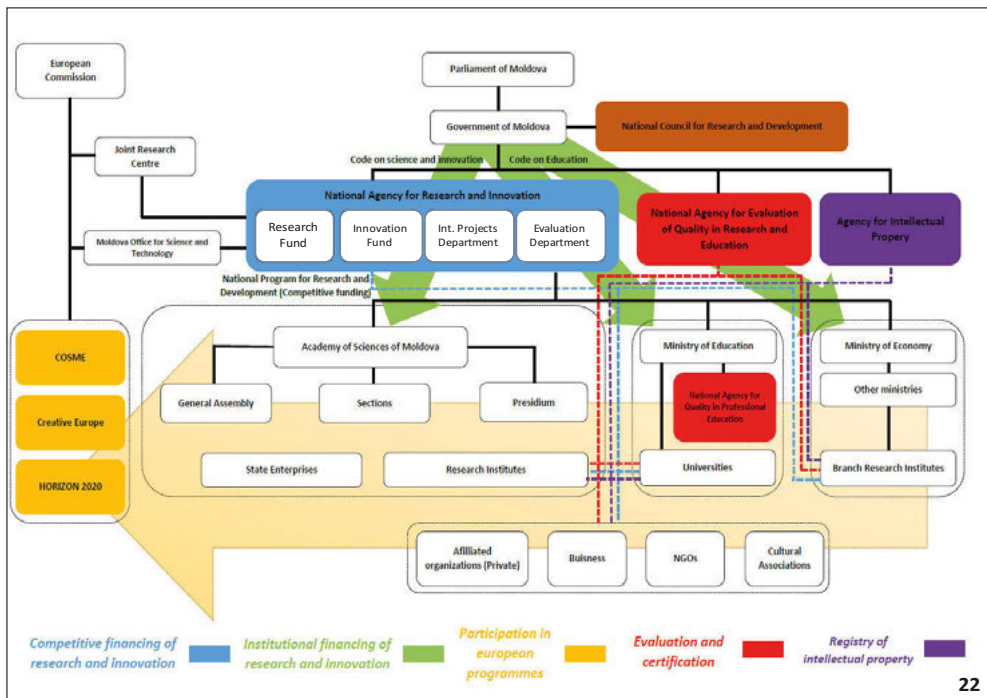 European
Commission
Parliament of Moldova
Government of Moldova
National Council for Research and Development
Joint Research
Centre
Code on science and innovation
Code on Education
National Agency for Research and Innovation
Research
Fund
Innovation
Fund
Int. Projects
Department
Evaluation
Department
National Agency for Evaluation
of Quality in Research and
Education
Agency for Intellectual
Propery
Moldova Office for Science and
Technology
National Program for Research and
Development (Competitive funding)
COSME
Creative Europe
HORIZON 2020
Academy of Sciences of Moldova
General Assembly
Sections
Presidium
State Enterprises
Research Institutes
Ministry of Education
National Agency for
Quality in Professional
Education
Universities
Ministry of Economy
Other ministries
Branch Research Institutes
Afilliated
organizations (Private)
Buisness
NGOs
Cultural
Associations
Competitive financing of
research and innovation
Institutional financing of
research and innovation
Participation in
european
programmes
Evaluation and
certification
Registry of
intellectual property
22